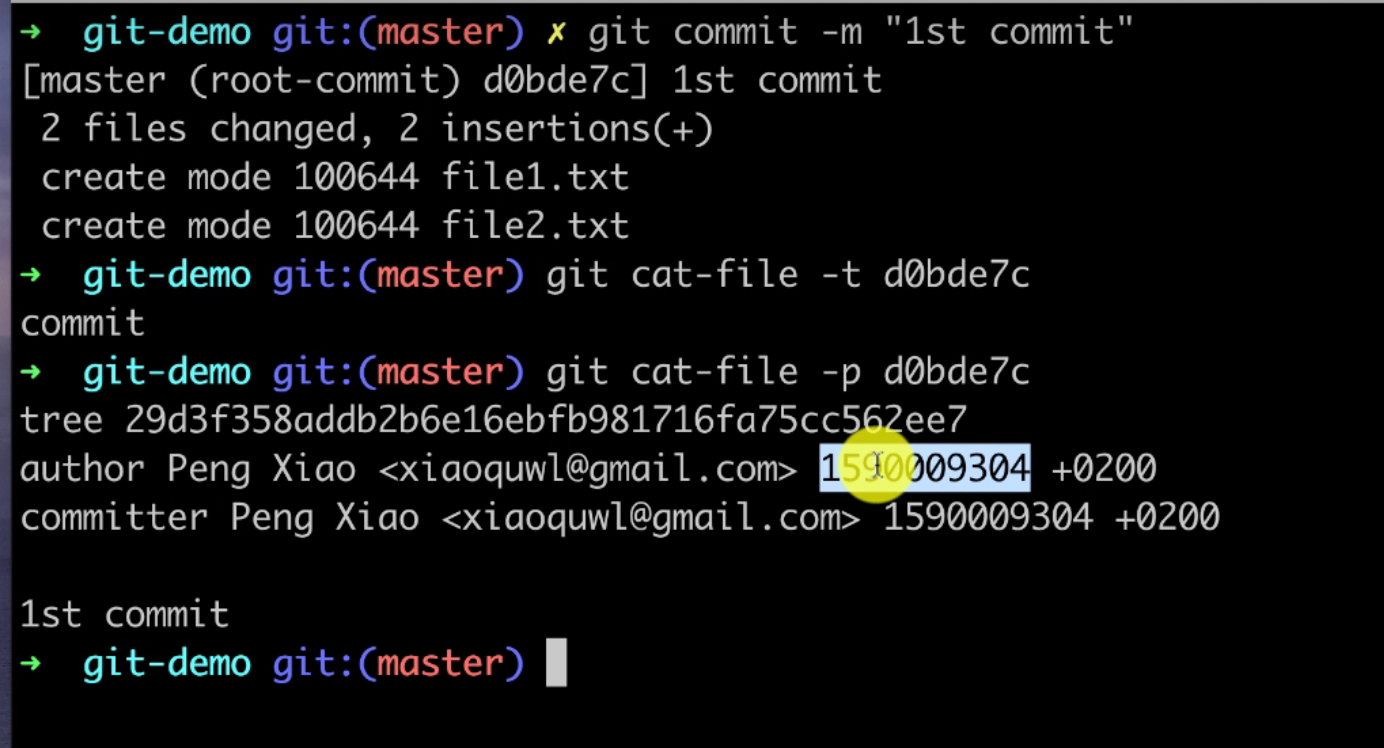 → git-demo git:(master) ✗ git commit -m "1st commit"
[master (root-commit) d0bde7c] 1st commit
 2 files changed, 2 insertions(+)
 create mode 100644 file1.txt
 create mode 100644 file2.txt
→ git-demo git:(master) git cat-file -t d0bde7c
commit
→ git-demo git:(master) git cat-file -p d0bde7c
tree 29d3f358addb2b6e16ebfb981716fa75cc562ee7
author Peng Xiao <xiaoquwl@gmail.com> 1590009304 +0200
committer Peng Xiao <xiaoquwl@gmail.com> 1590009304 +0200

1st commit
→ git-demo git:(master)